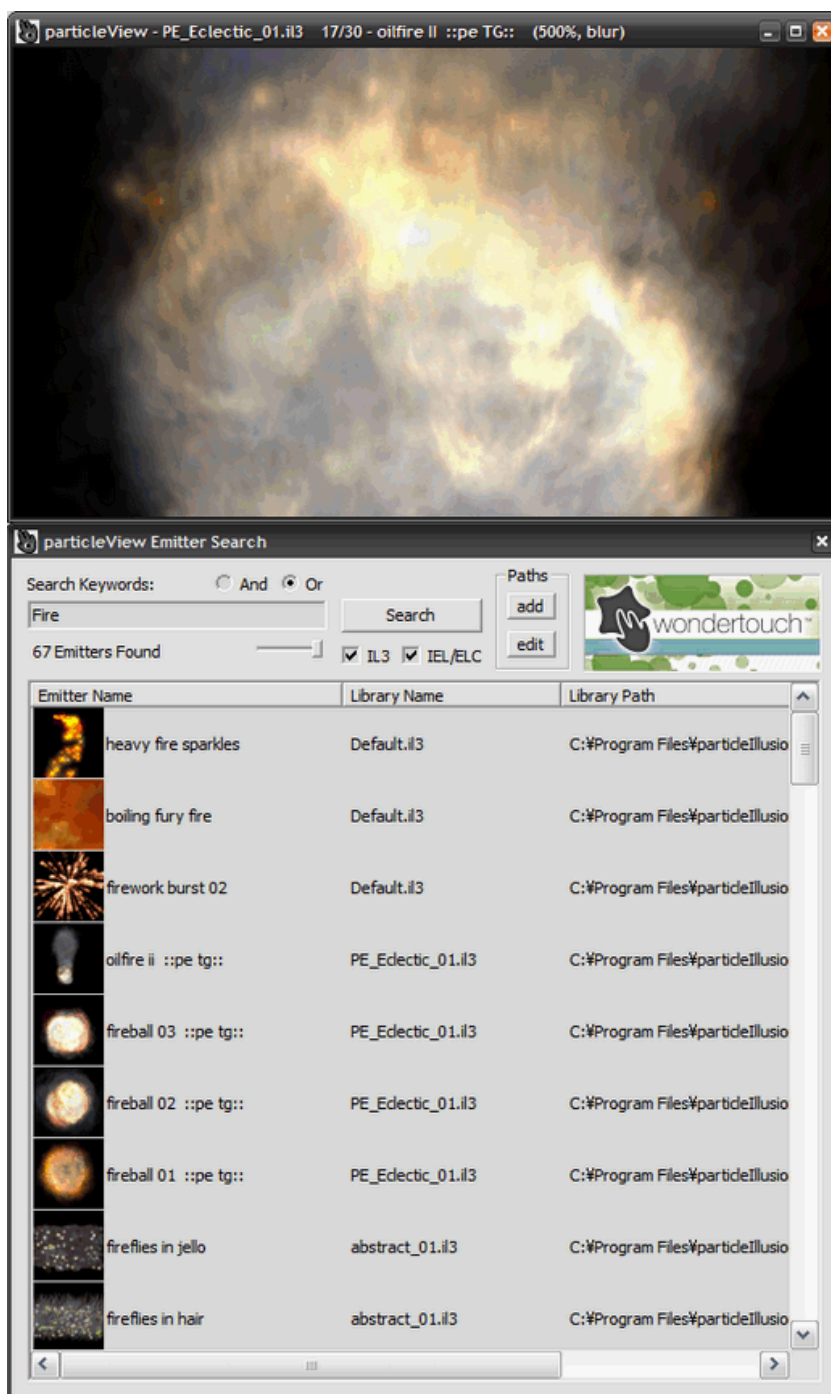 particleView - PE_Eclectic_01.il3 17/30 - oilfire II ::pe TG:: (500%, blur)
particleView Emitter Search
Search Keywords: And Or
Paths
Fire
Search
add
67 Emitters Found
IL3 IEL/ELC
edit
wondertouch™
Emitter Name Library Name Library Path
heavy fire sparkles Default.il3 C:¥Program Files¥particleIllusio
boiling fury fire Default.il3 C:¥Program Files¥particleIllusio
firework burst 02 Default.il3 C:¥Program Files¥particleIllusio
oilfire ii ::pe tg:: PE_Eclectic_01.il3 C:¥Program Files¥particleIllusio
fireball 03 ::pe tg:: PE_Eclectic_01.il3 C:¥Program Files¥particleIllusio
fireball 02 ::pe tg:: PE_Eclectic_01.il3 C:¥Program Files¥particleIllusio
fireball 01 ::pe tg:: PE_Eclectic_01.il3 C:¥Program Files¥particleIllusio
fireflies in jello abstract_01.il3 C:¥Program Files¥particleIllusio
fireflies in hair abstract_01.il3 C:¥Program Files¥particleIllusio